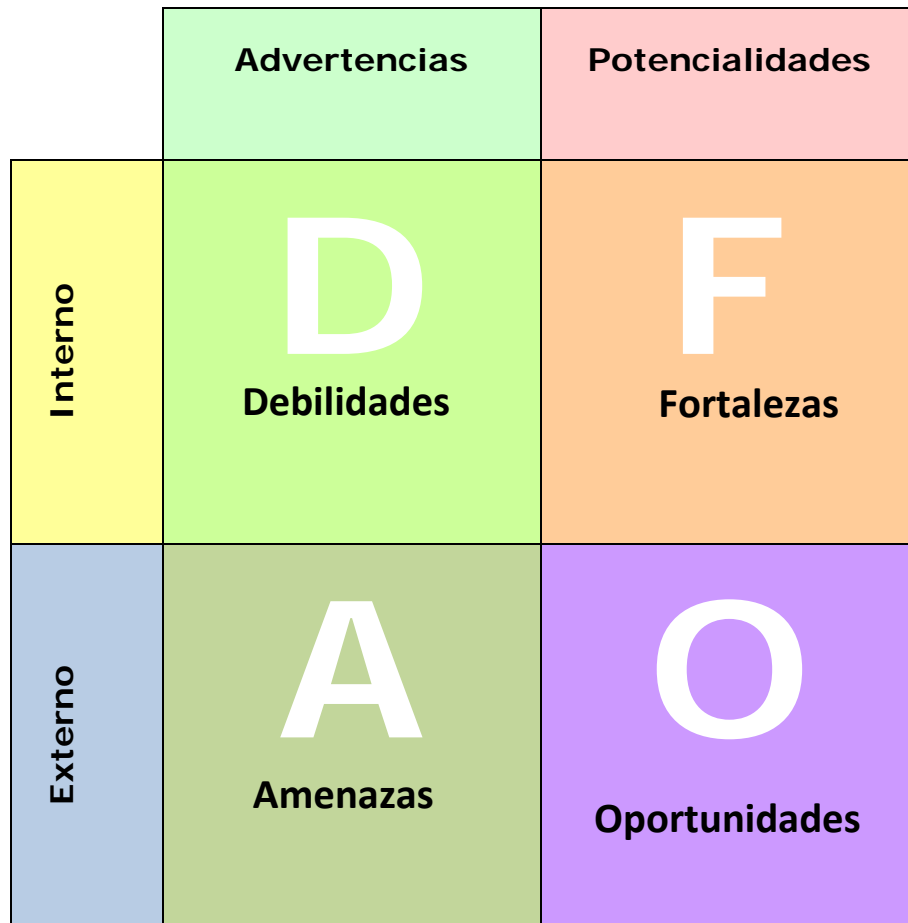 Advertencias
Potencialidades
Interno
D
Debilidades
F
Fortalezas
Externo
A
Amenazas
O
Oportunidades